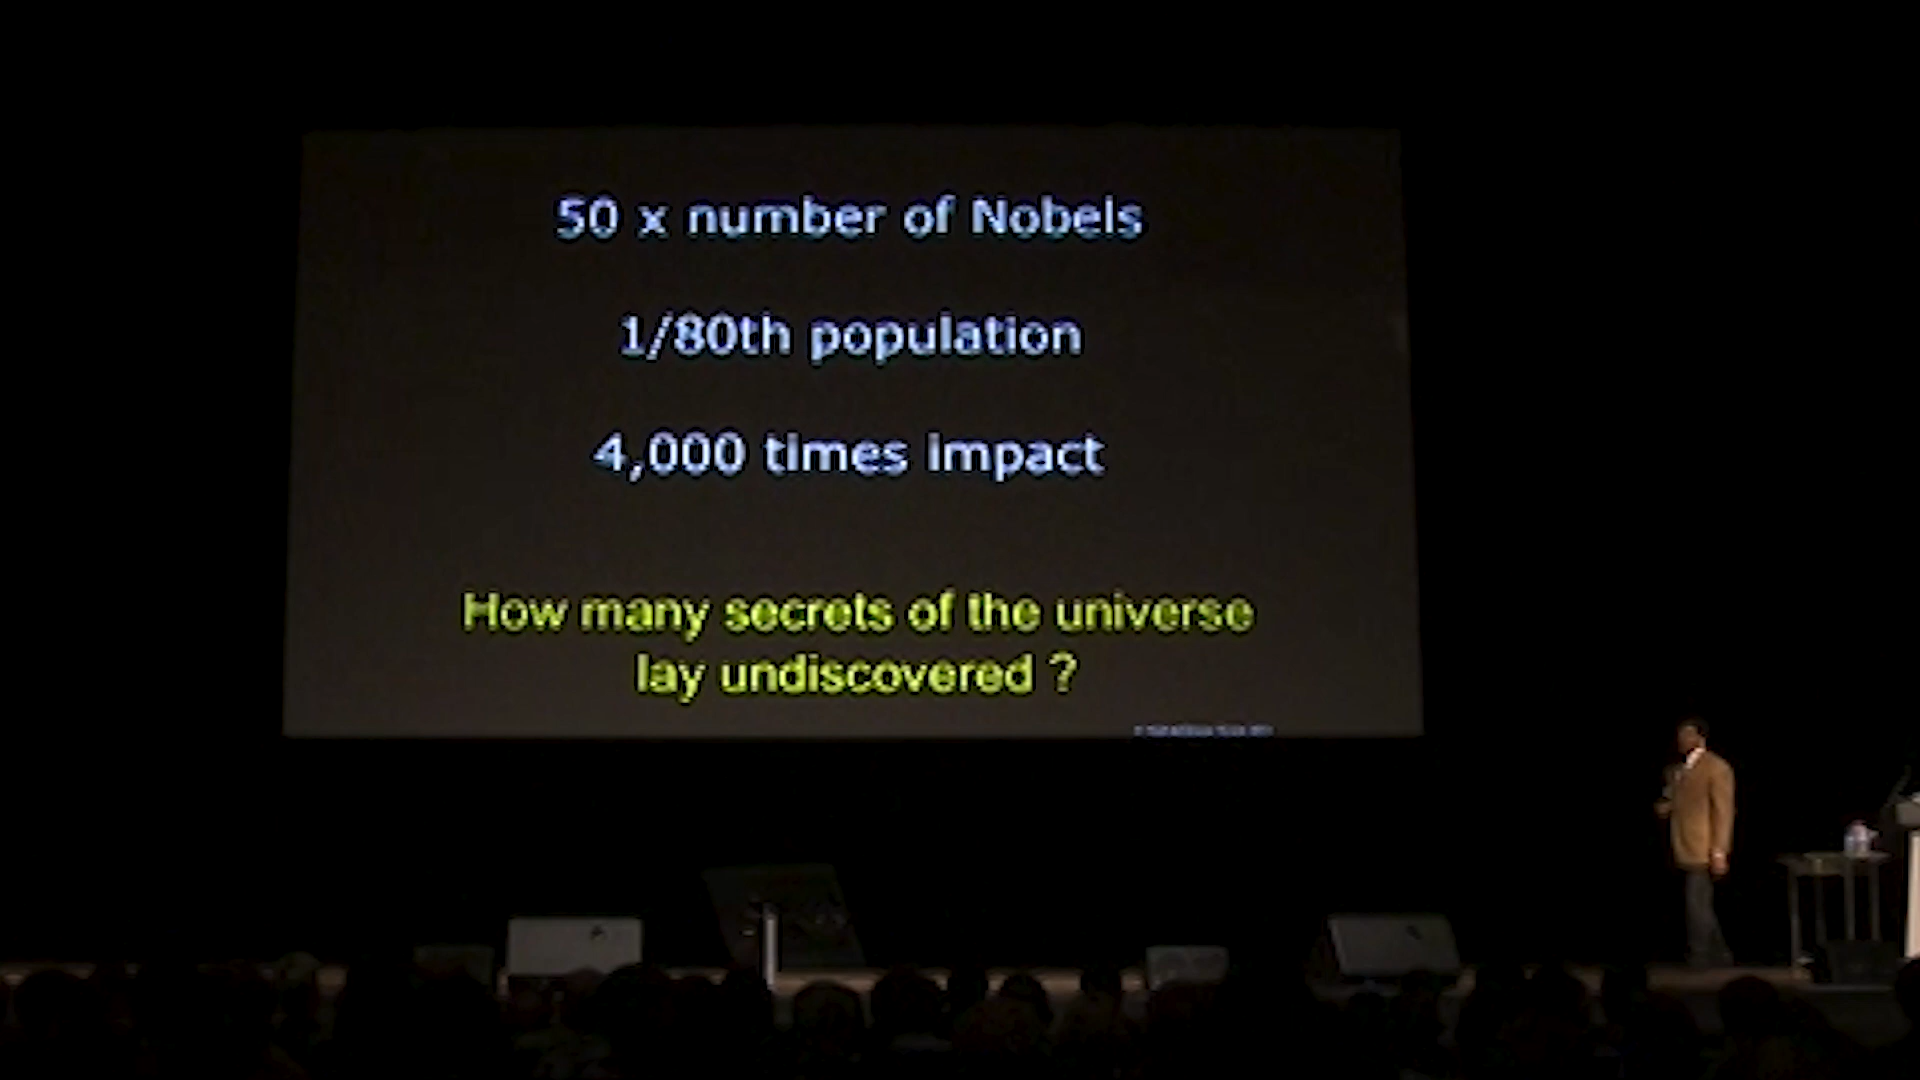 50 x number of Nobels
1/80th population
4,000 times impact
How many secrets of the universe
lay undiscovered ?